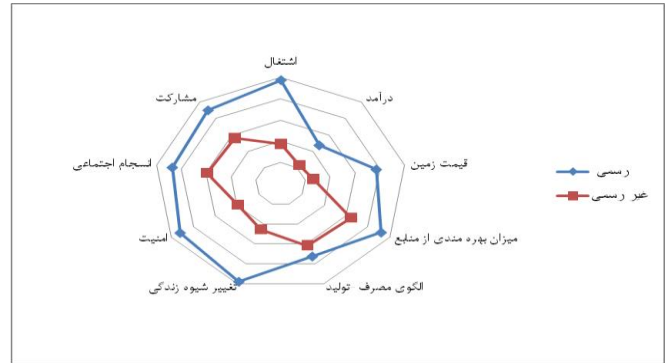 اشتغال
درآمد
قیمت زمین
میزان بهره مندی از منابع
الگوی مصرف تولید
تغییر شیوه زندگی
امنیت
انسجام اجتماعی
مشارکت
رسمی
غیر رسمی